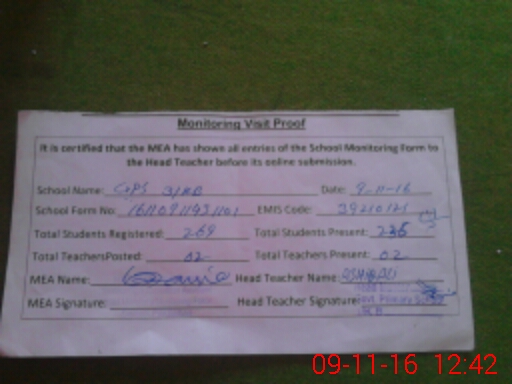 Monitoring Visit Proof
It is certified that the MEA has shown all entries of the School Monitoring Form to
the Head Teacher before its online submission.
School Name: GPS Date: 9-11-16
School Form No: EMIS Code: 39210121
Total Students Registered: 269 Total Students Present: 236
Total TeachersPosted: 02 Total Teachers Present: 02
MEA Name: Head Teacher Name:
MEA Signature: Head Teacher Signature:
09-11-16 12:42